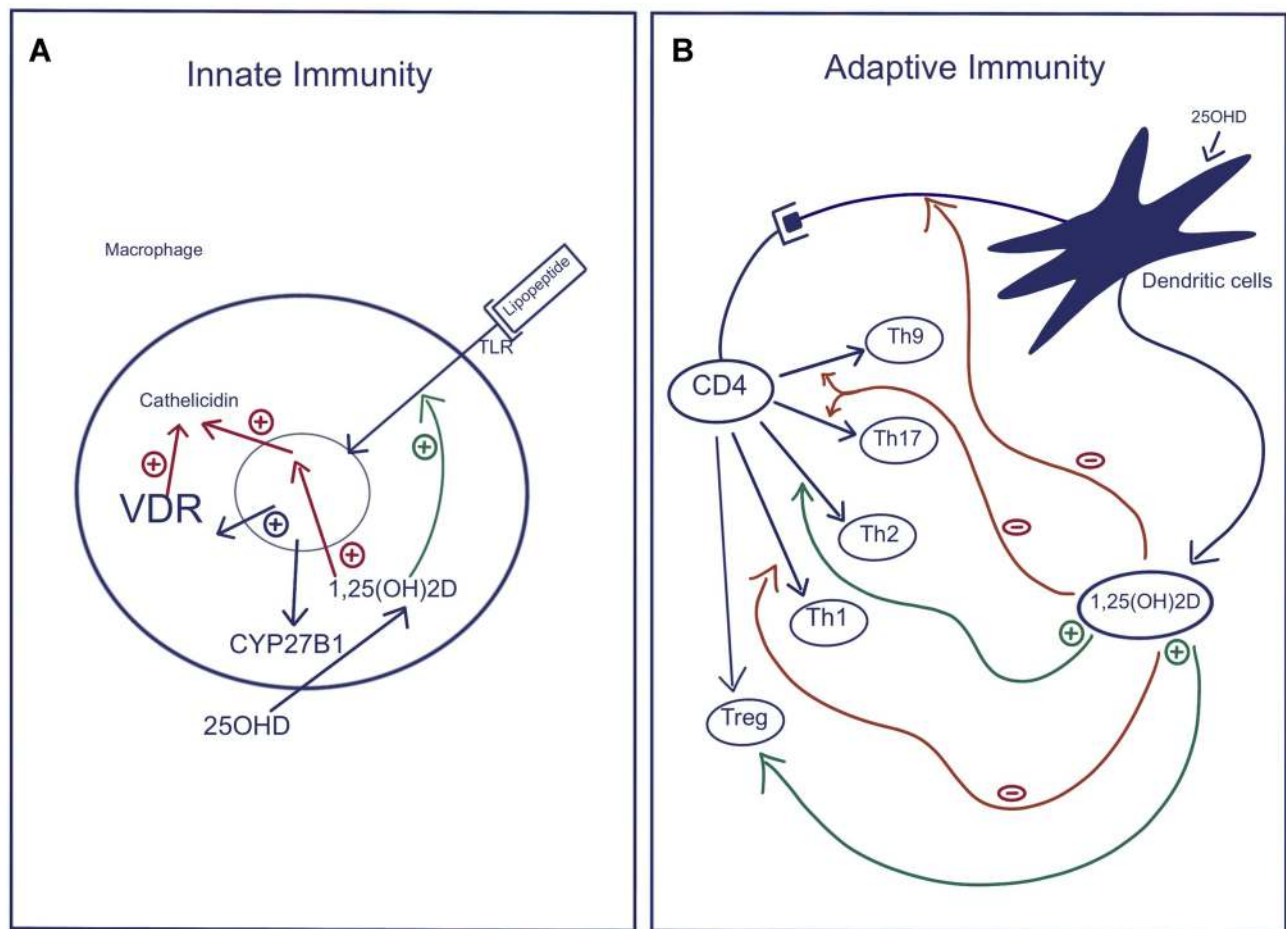 A
Innate Immunity
Macrophage
Lipopeptide
TLR
Cathelicidin
+
+
VDR
+
+
+
1,25(OH)2D
CYP27B1
25OHD
B
Adaptive Immunity
25OHD
Dendritic cells
Th9
CD4
Th17
-
-
Th2
1,25(OH)2D
Th1
+
+
Treg
-